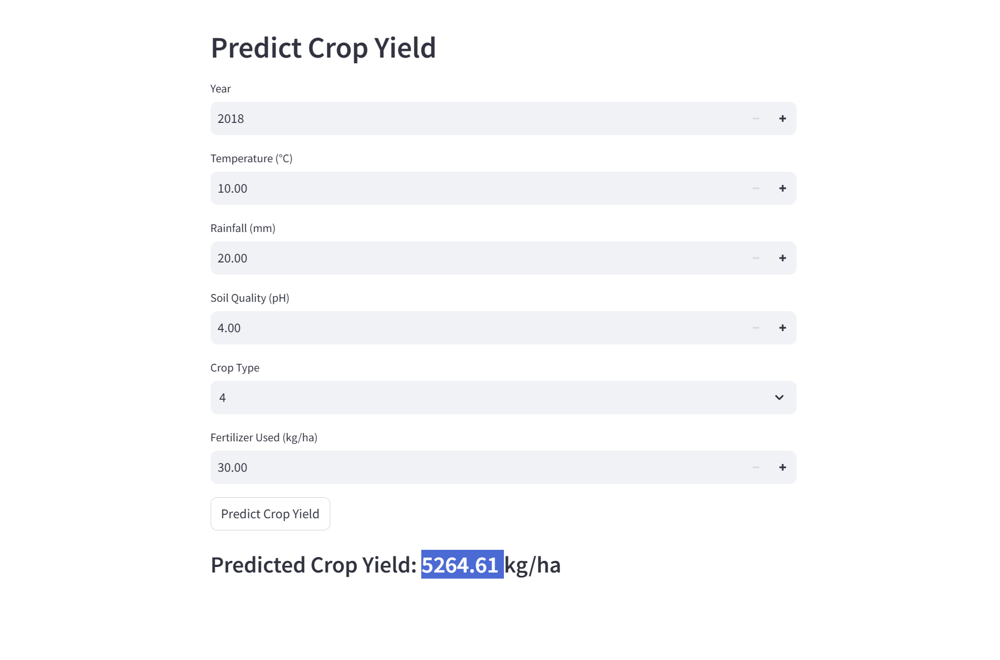 Predict Crop Yield
Year
2018
Temperature (°C)
10.00
Rainfall (mm)
20.00
Soil Quality (pH)
4.00
Crop Type
4
Fertilizer Used (kg/ha)
30.00
Predict Crop Yield
Predicted Crop Yield: 5264.61 kg/ha